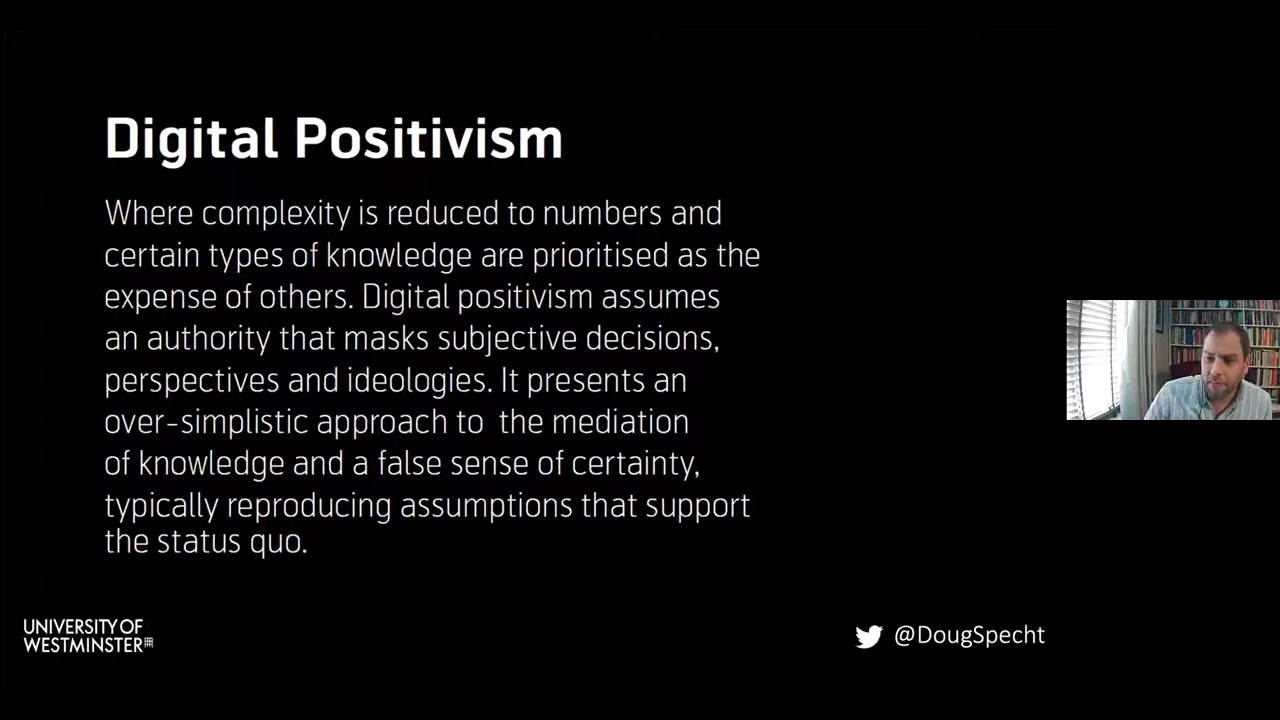 Digital Positivism
Where complexity is reduced to numbers and
certain types of knowledge are prioritised as the
expense of others. Digital positivism assumes
an authority that masks subjective decisions,
perspectives and ideologies. It presents an
over-simplistic approach to the mediation
of knowledge and a false sense of certainty,
typically reproducing assumptions that support
the status quo.
UNIVERSITY OF
WESTMINSTER
@DougSpecht